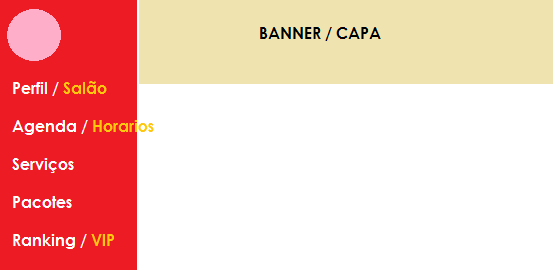 BANNER / CAPA
Perfil / Salão
Agenda / Horarios
Serviços
Pacotes
Ranking / VIP